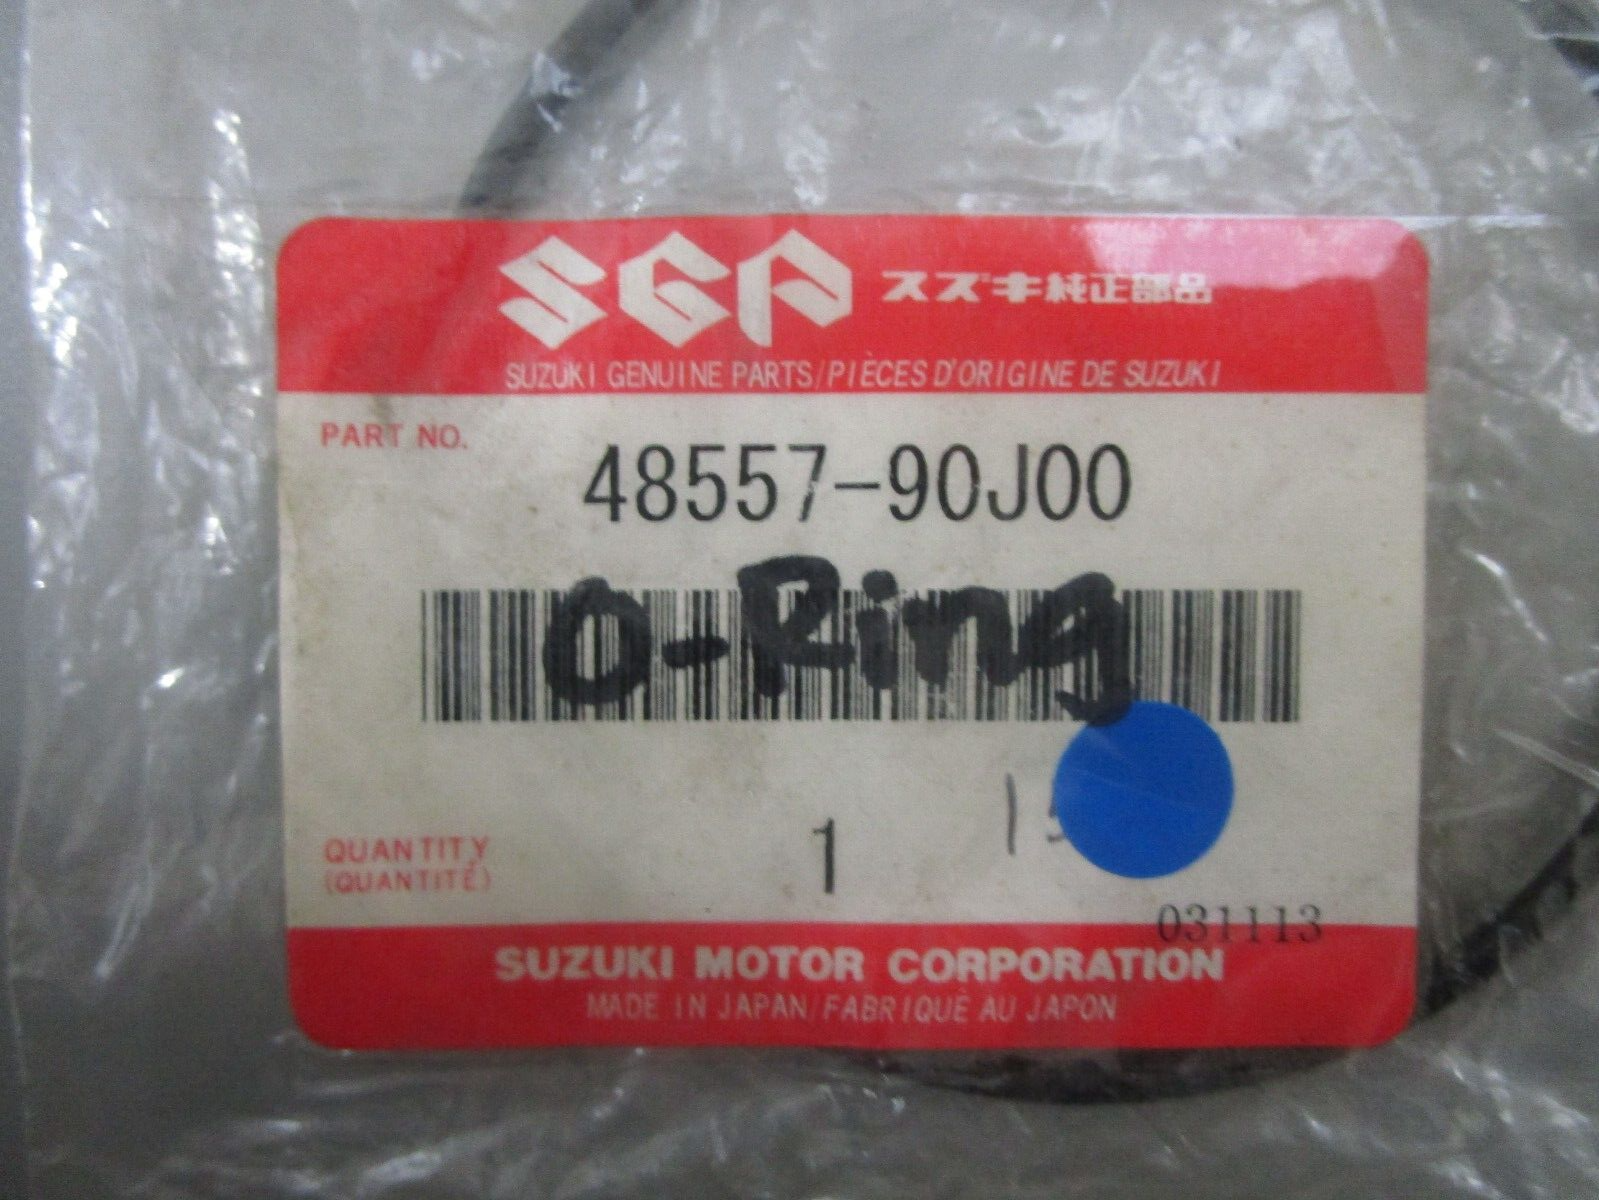 SGP スズキ純正部品
SUZUKI GENUINE PARTS/PIÈCES D'ORIGINE DE SUZUKI
PART NO.
48557-90J00
O-Ring
QUANTITY
(QUANTITÉ)
1
031113
SUZUKI MOTOR CORPORATION
MADE IN JAPAN/FABRIQUÉ AU JAPON